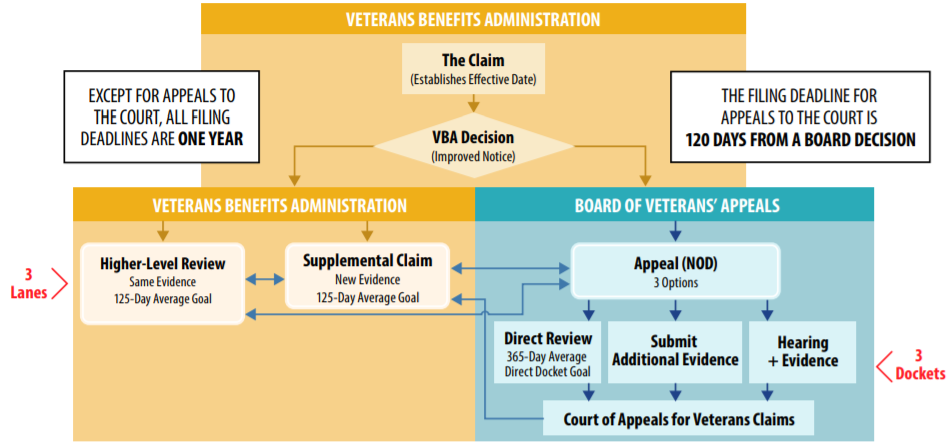 VETERANS BENEFITS ADMINISTRATION
The Claim
(Establishes Effective Date)
EXCEPT FOR APPEALS TO
THE COURT, ALL FILING
DEADLINES ARE ONE YEAR
THE FILING DEADLINE FOR
APPEALS TO THE COURT IS
120 DAYS FROM A BOARD DECISION
VBA Decision
(Improved Notice)
VETERANS BENEFITS ADMINISTRATION
BOARD OF VETERANS’ APPEALS
3
Lanes
Higher-Level Review
Same Evidence
125-Day Average Goal
Supplemental Claim
New Evidence
125-Day Average Goal
Appeal (NOD)
3 Options
Direct Review
365-Day Average
Direct Docket Goal
Submit
Additional Evidence
Hearing
+ Evidence
3
Dockets
Court of Appeals for Veterans Claims